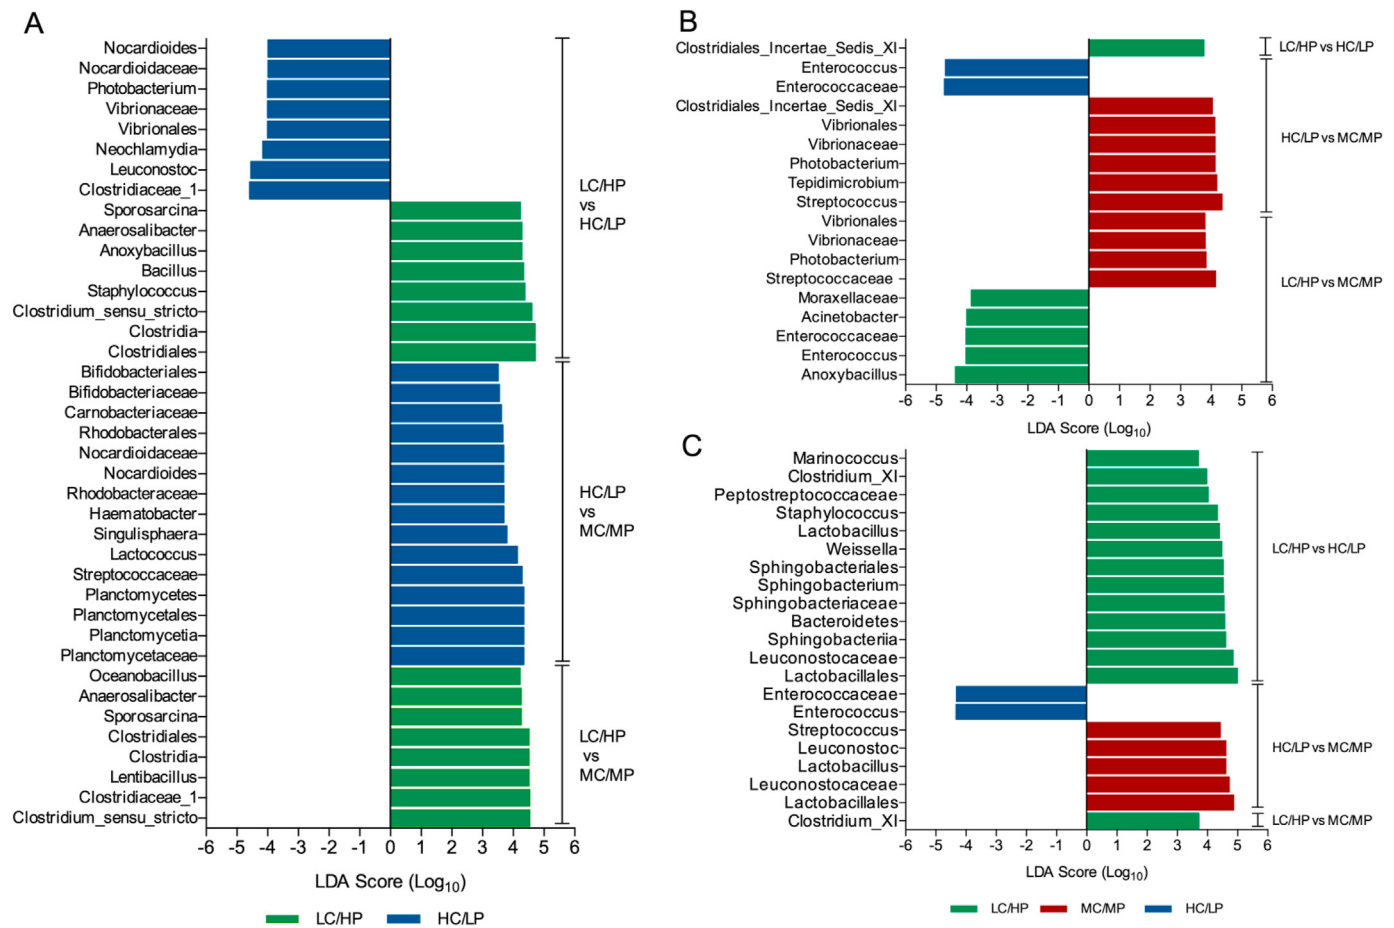 A
Nocardioides
Nocardioidaceae
Photobacterium
Vibrionaceae
Vibrionales
Neochlamydia
Leuconostoc
Clostridiaceae_1
Sporosarcina
Anaerosalibacter
Anoxybacillus
Bacillus
Staphylococcus
Clostridium_sensu_stricto
Clostridia
Clostridiales
Bifidobacteriales
Bifidobacteriaceae
Carnobacteriaceae
Rhodobacterales
Nocardioidaceae
Nocardioides
Rhodobacteraceae
Haematobacter
Singulisphaera
Lactococcus
Streptococcaceae
Planctomycetes
Planctomycetales
Planctomycetia
Planctomycetaceae
Oceanobacillus
Anaerosalibacter
Sporosarcina
Clostridiales
Clostridia
Lentibacillus
Clostridiaceae_1
Clostridium_sensu_stricto
LC/HP
vs
HC/LP
HC/LP
vs
MC/MP
LC/HP
vs
MC/MP
-6 -5 -4 -3 -2 -1 0 1 2 3 4 5 6
LDA Score (Log10)
LC/HP HC/LP
B
Clostridiales_Incertae_Sedis_XI
Enterococcus
Enterococcaceae
Clostridiales_Incertae_Sedis_XI
Vibrionales
Vibrionaceae
Photobacterium
Tepidimicrobium
Streptococcus
Vibrionales
Vibrionaceae
Photobacterium
Streptococcaceae
Moraxellaceae
Acinetobacter
Enterococcaceae
Enterococcus
Anoxybacillus
LC/HP vs HC/LP
HC/LP vs MC/MP
LC/HP vs MC/MP
-6 -5 -4 -3 -2 -1 0 1 2 3 4 5 6
LDA Score (Log10)
C
Marinococcus
Clostridium_XI
Peptostreptococcaceae
Staphylococcus
Lactobacillus
Weissella
Sphingobacteriales
Sphingobacterium
Sphingobacteriaceae
Bacteroidetes
Sphingobacteriia
Leuconostocaceae
Lactobacillales
Enterococcaceae
Enterococcus
Streptococcus
Leuconostoc
Lactobacillus
Leuconostocaceae
Lactobacillales
Clostridium_XI
LC/HP vs HC/LP
HC/LP vs MC/MP
LC/HP vs MC/MP
-6 -5 -4 -3 -2 -1 0 1 2 3 4 5 6
LDA Score (Log10)
LC/HP MC/MP HC/LP